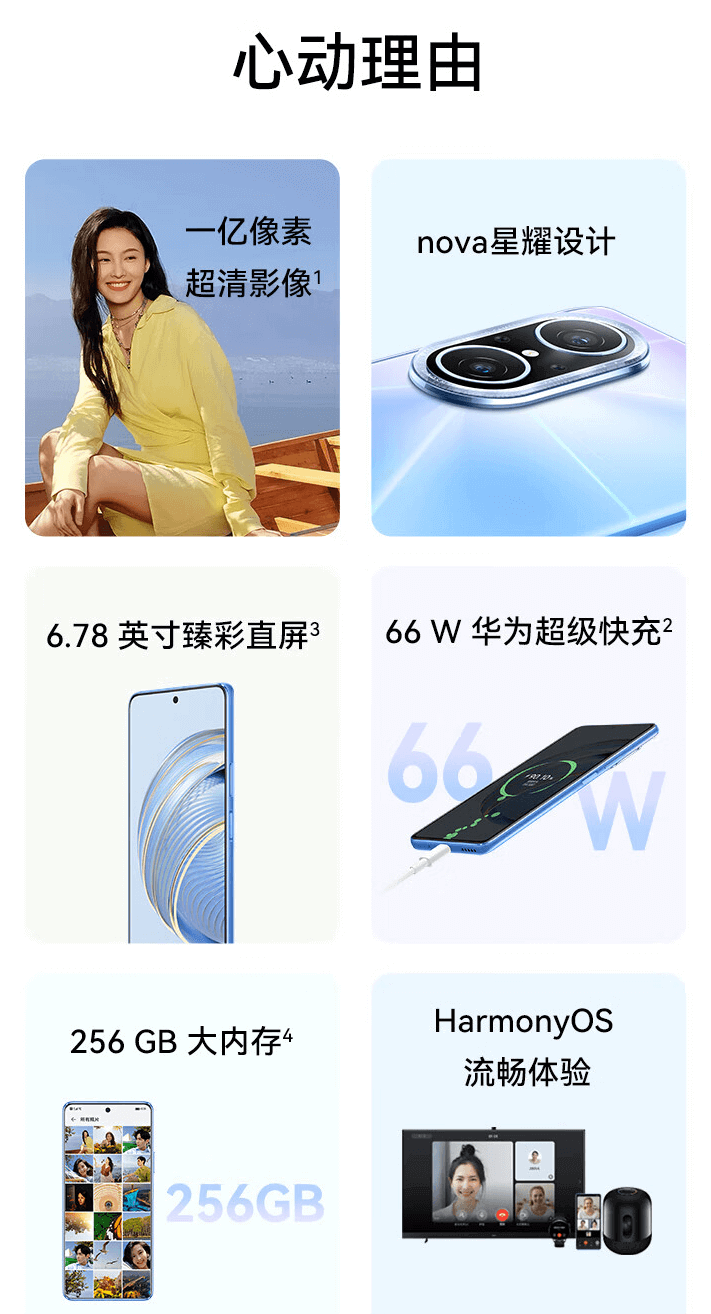 心动理由
一亿像素
超清影像1
nova星耀设计
6.78 英寸臻彩直屏3
66 W 华为超级快充2
66
W
256 GB 大内存4
256GB
HarmonyOS
流畅体验